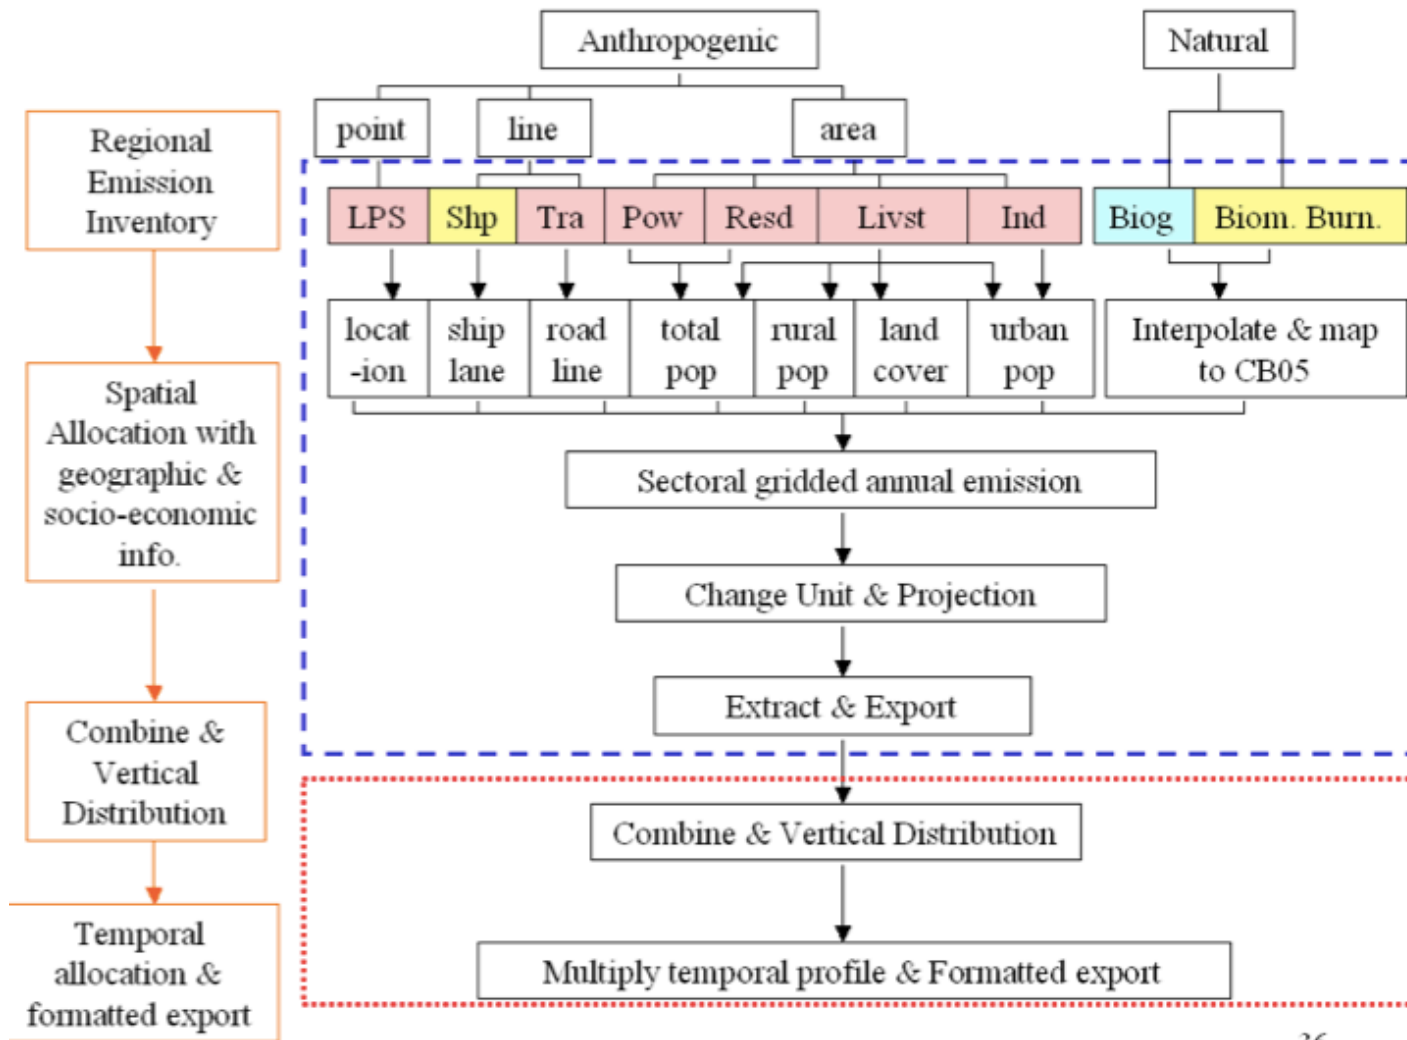 Anthropogenic
Natural
point
line
area
Regional
Emission
Inventory
LPS
Shp
Tra
Pow
Resd
Livst
Ind
Biog
Biom. Burn.
locat
-ion
ship
lane
road
line
total
pop
rural
pop
land
cover
urban
pop
Interpolate & map
to CB05
Spatial
Allocation with
geographic &
socio-economic
info.
Sectoral gridded annual emission
Change Unit & Projection
Extract & Export
Combine &
Vertical
Distribution
Combine & Vertical Distribution
Temporal
allocation &
formatted export
Multiply temporal profile & Formatted export